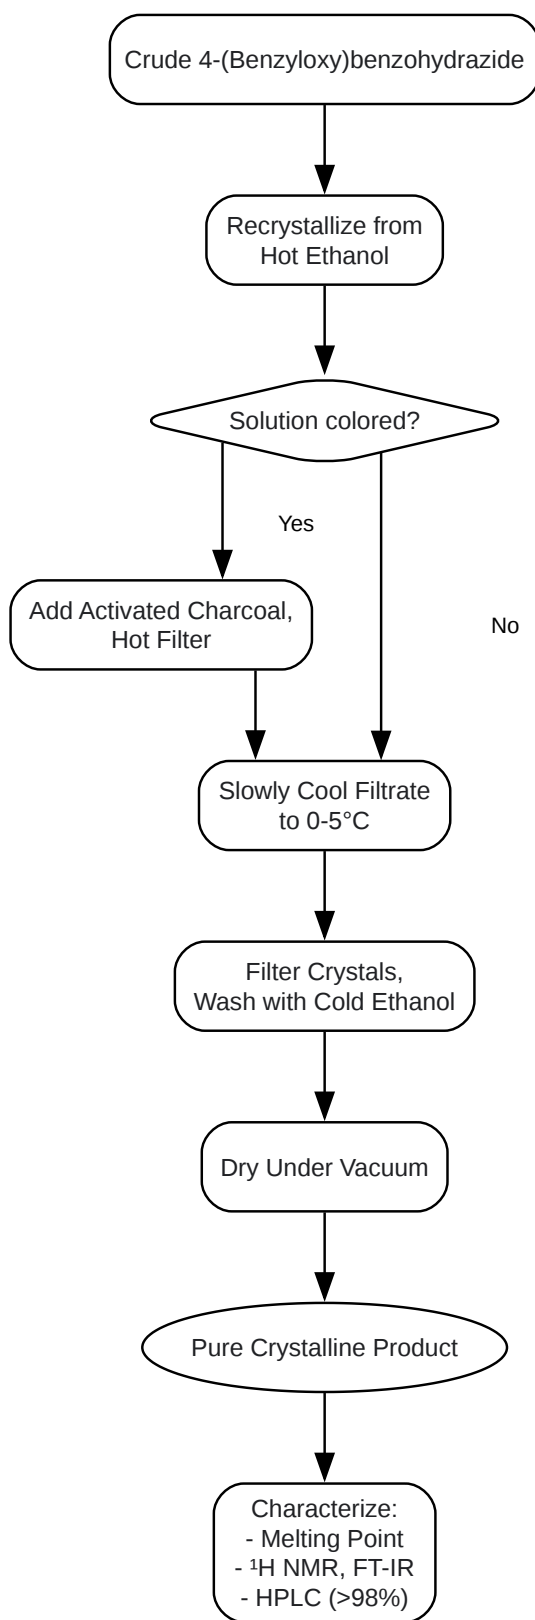 Crude 4-(Benzyloxy)benzohydrazide
Recrystallize from
Hot Ethanol
Solution colored?
Yes
Add Activated Charcoal,
Hot Filter
No
Slowly Cool Filtrate
to 0-5°C
Filter Crystals,
Wash with Cold Ethanol
Dry Under Vacuum
Pure Crystalline Product
Characterize:
- Melting Point
- ¹H NMR, FT-IR
- HPLC (>98%)